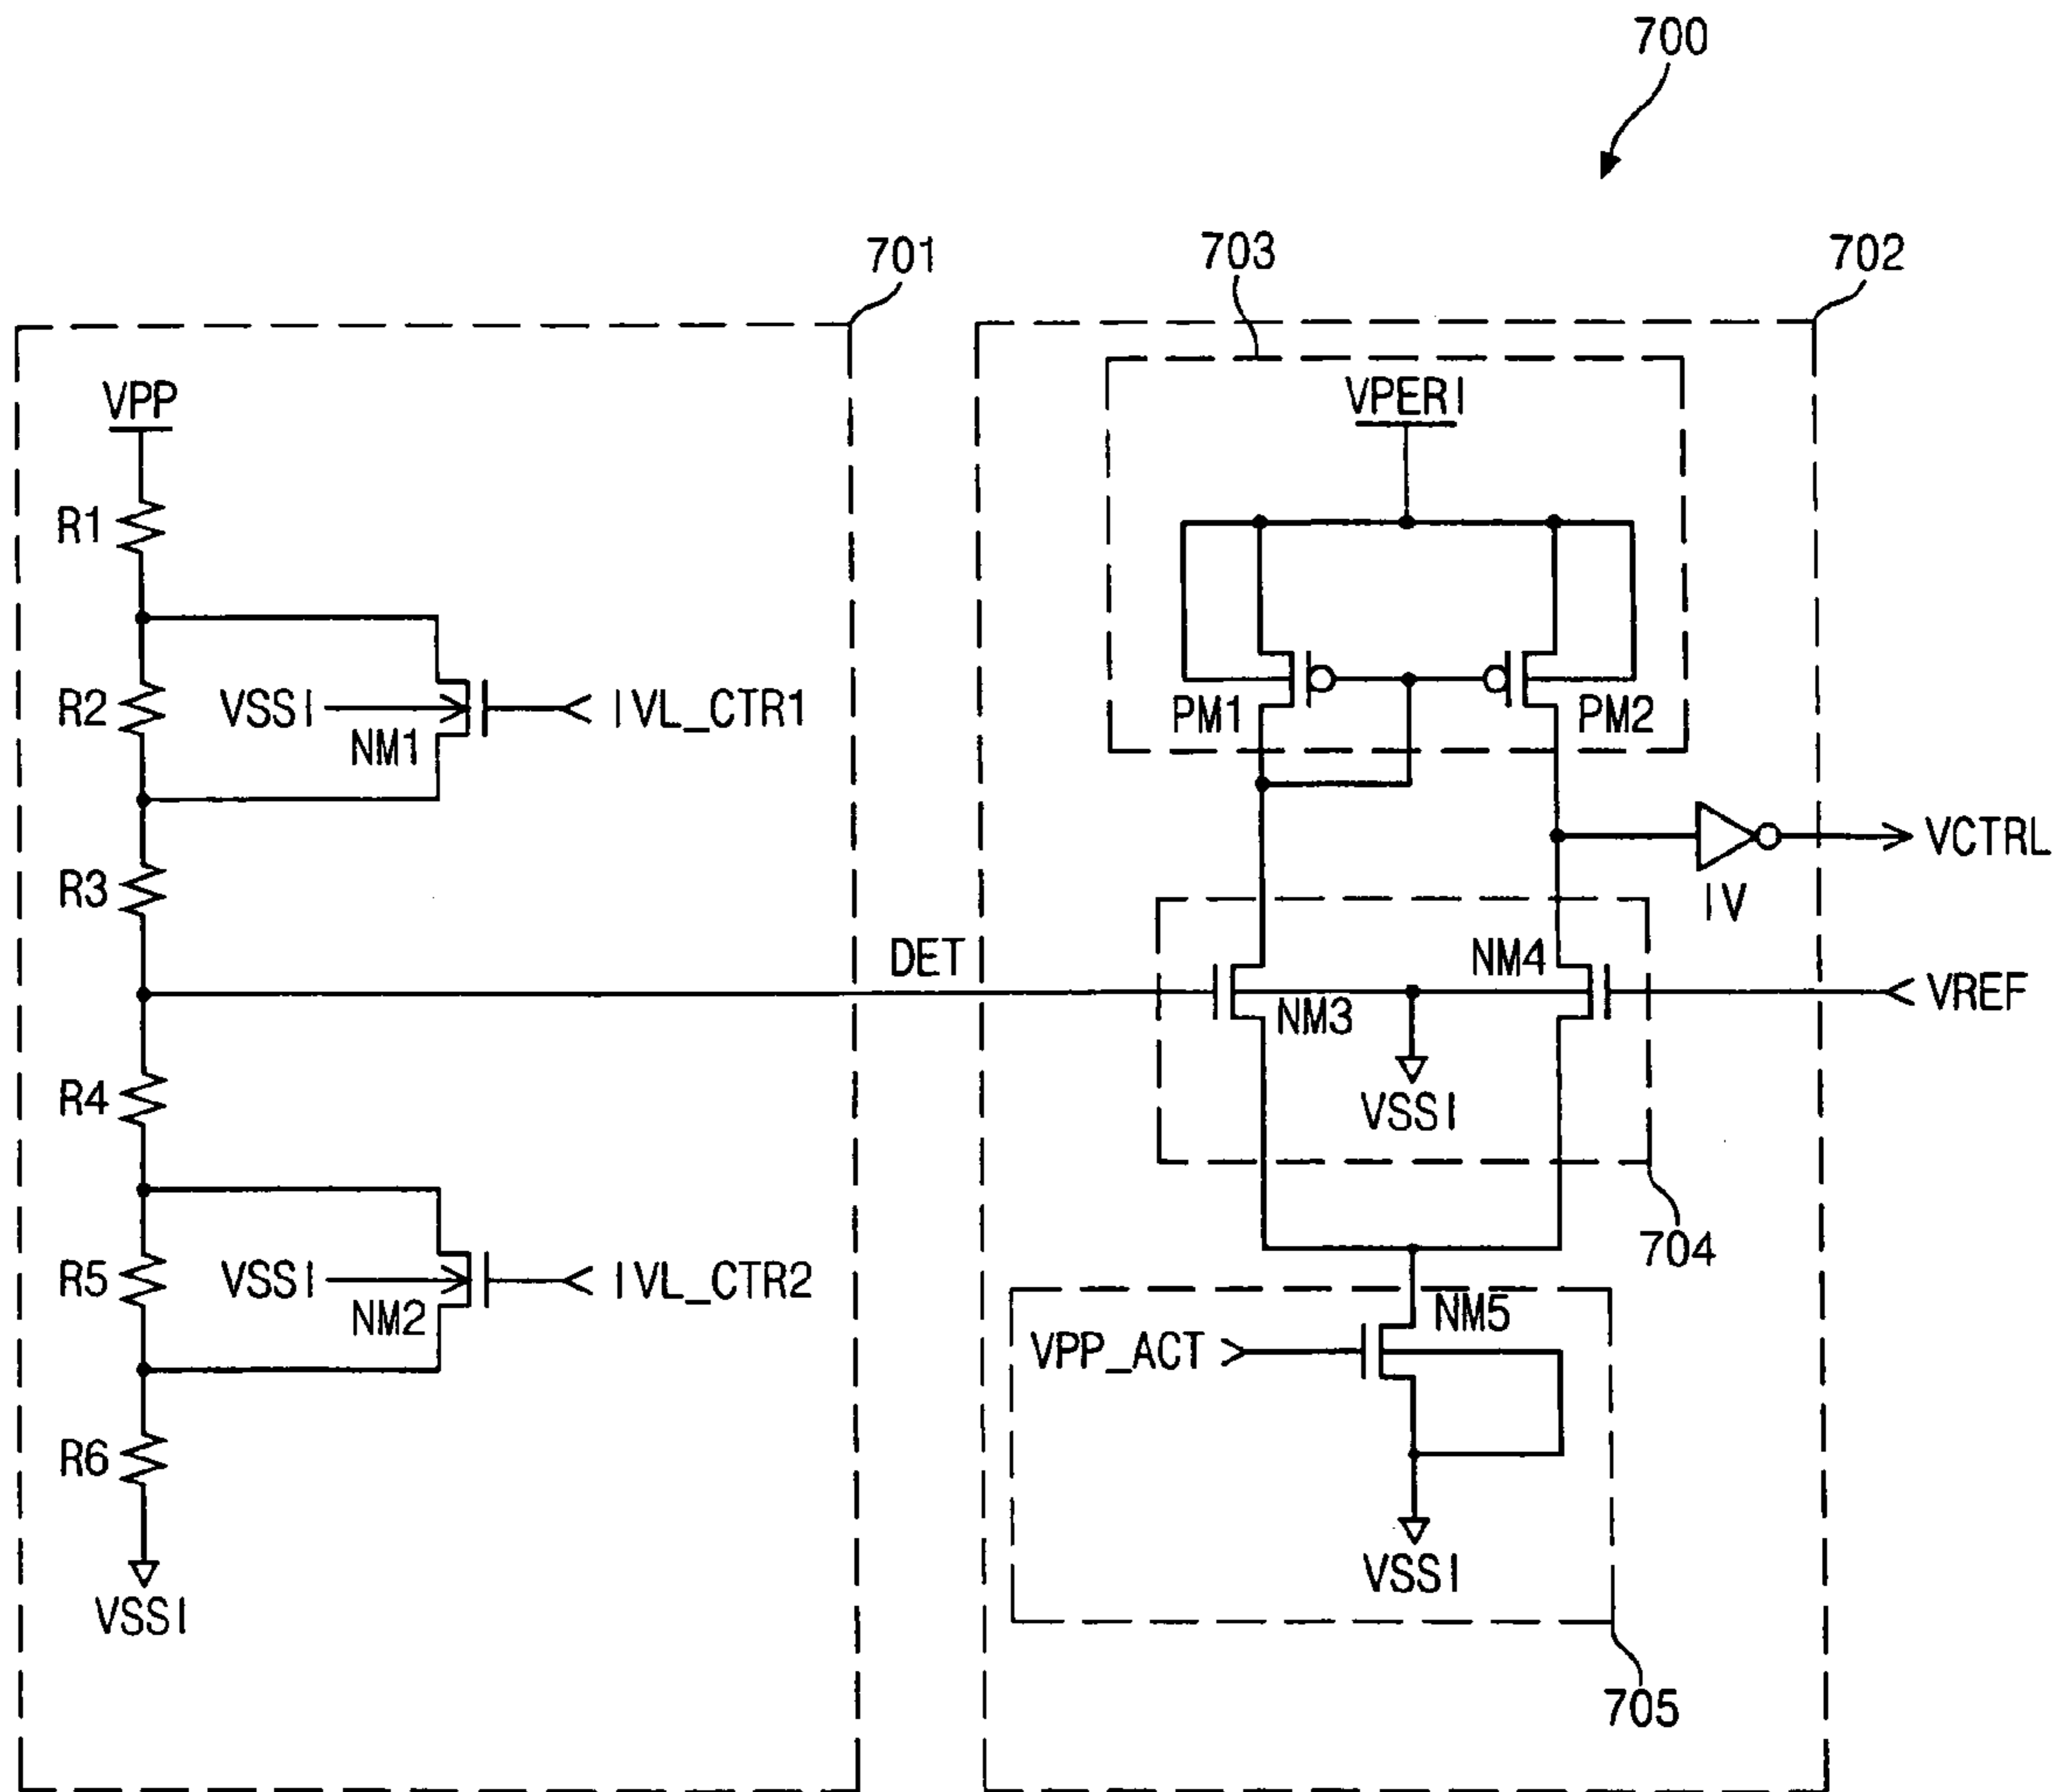 700
701
703
702
VPP
VPERI
R1
R2
VSSI
NM1
IVL_CTR1
PM1
PM2
R3
VCTRL
IV
DET
NM4
NM3
VREF
R4
VSSI
704
R5
VSSI
NM2
IVL_CTR2
NM5
VPP_ACT
R6
VSSI
VSSI
705